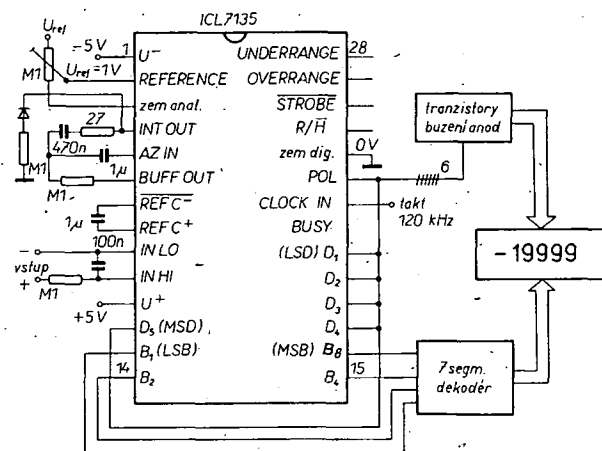 ICL7135
U ref
-5V
1
U⁻
UNDERRANGE
28
M1
U ref = 1V
REFERENCE
OVERRANGE
zem anal.
STROBE
27
INT OUT
R/H
470n
AZ IN
zem dig.
0V
1µ
M1
BUFF OUT
POL
6
M1
REF C⁻
CLOCK IN
takt
120 kHz
1µ
REF C⁺
BUSY
100n
−
IN LO
(LSD) D₁
vstup
+
M1
IN HI
D₂
+5V
U⁺
D₃
D₅ (MSD)
D₄
B₁ (LSB)
(MSB) B₈
14
B₂
B₄
15
tranzistory
buzení anod
-19999
7segm.
dekodér